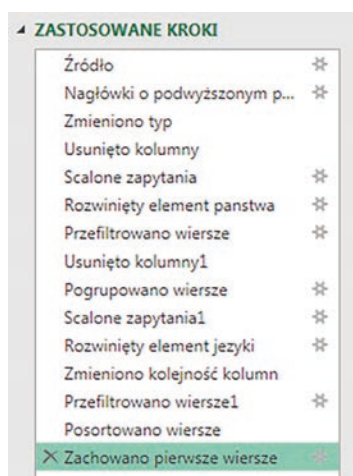 ZASTOSOWANE KROKI
Źródło
Nagłówki o podwyższonym p...
Zmieniono typ
Usunięto kolumny
Scalone zapytania
Rozwinięty element panstwa
Przefiltrowano wiersze
Usunięto kolumny1
Pogrupowano wiersze
Scalone zapytania1
Rozwinięty element jezyki
Zmieniono kolejność kolumn
Przefiltrowano wiersze1
Posortowano wiersze
Zachowano pierwsze wiersze